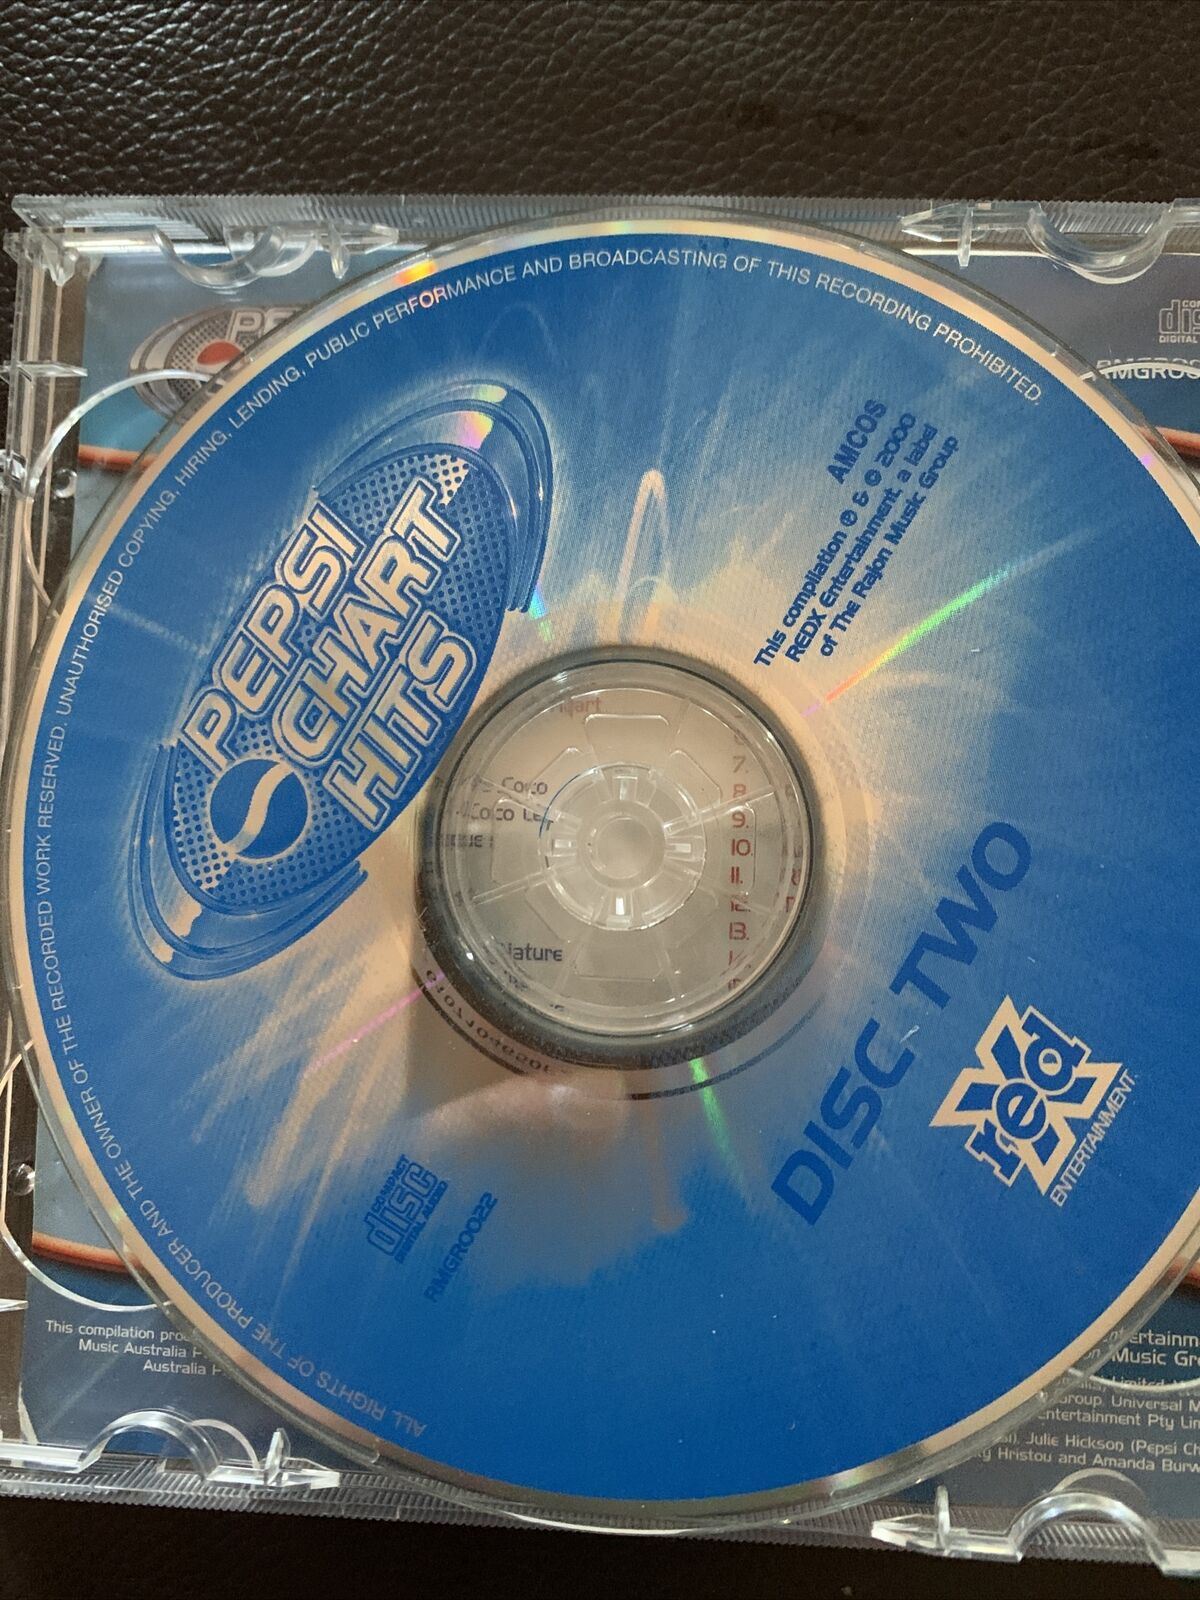 ALL RIGHTS OF THE PRODUCER AND THE OWNER OF THE RECORDED WORK RESERVED. UNAUTHORISED COPYING, HIRING, LENDING, PUBLIC PERFORMANCE AND BROADCASTING OF THIS RECORDING PROHIBITED.
PEPSI
CHART
HITS
AMCOS
This compilation ℗ & © 2000
REDX Entertainment, a label
of The Rajon Music Group
DISC TWO
red
X
ENTERTAINMENT
COMPACT
disc
DIGITAL AUDIO
RMGR0022
Coco
7.
8.
9.
10.
11.
13.
Nature
This compilation
Music Australia
Australia
Music
Group, Universal
Entertainment Pty
Julie Hickson (Pepsi
Hristou and Amanda